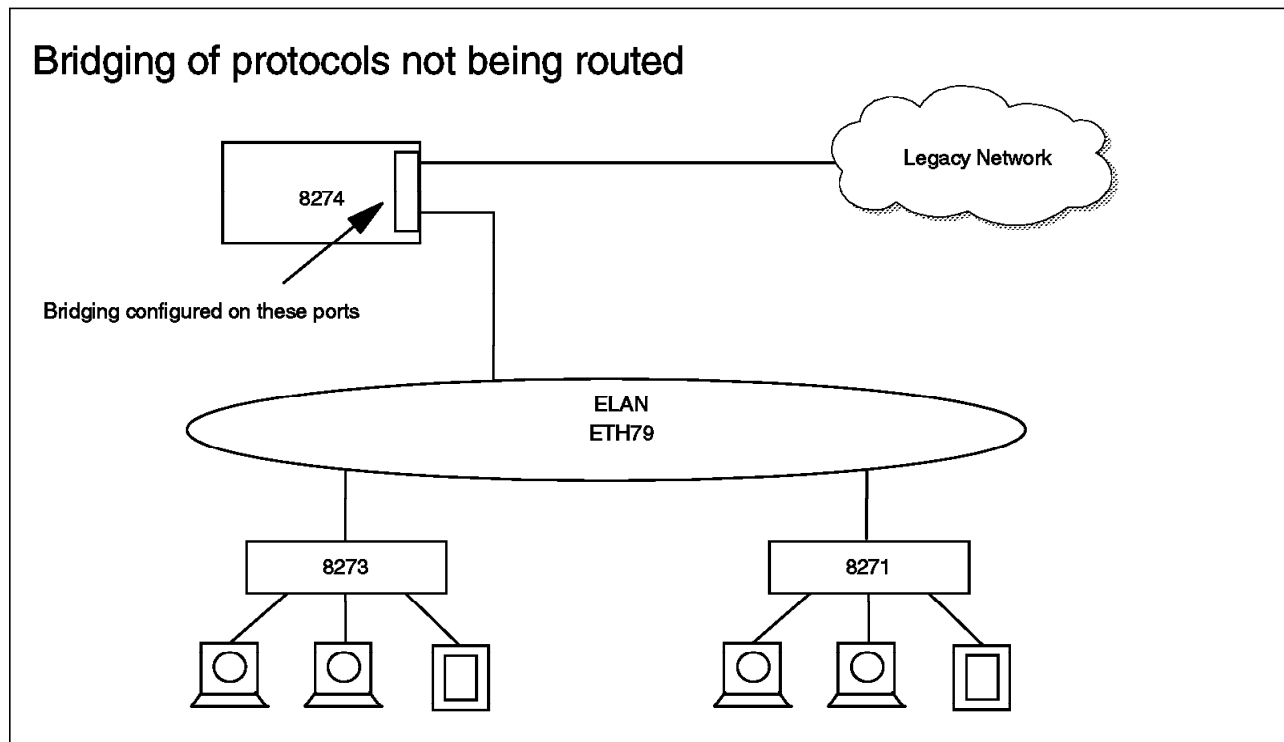 Bridging of protocols not being routed
Legacy Network
8274
Bridging configured on these ports
ELAN
ETH79
8273
8271